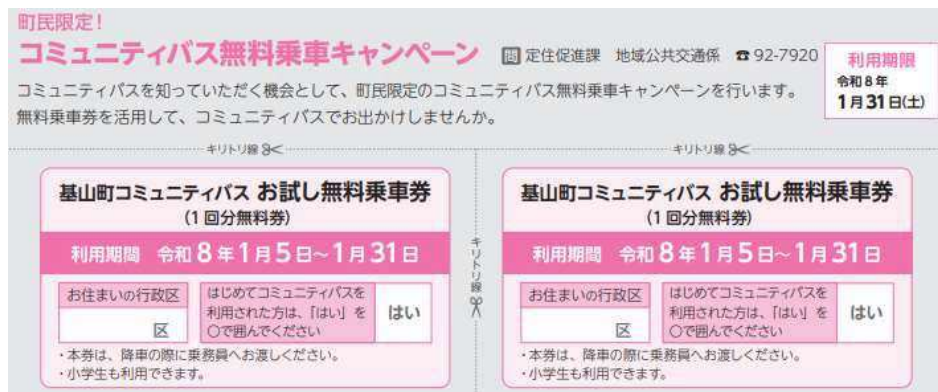 町民限定!
コミュニティバス無料乗車キャンペーン 問 定住促進課 地域公共交通係 ☎92-7920
利用期限
令和8年
1月31日(土)
コミュニティバスを知っていただく機会として、町民限定のコミュニティバス無料乗車キャンペーンを行います。
無料乗車券を活用して、コミュニティバスでお出かけしませんか。
キリトリ線
キリトリ線
基山町コミュニティバス お試し無料乗車券
(1回分無料券)
利用期間 令和8年1月5日~1月31日
お住まいの行政区
区
はじめてコミュニティバスを
利用された方は、「はい」を
○で囲んでください
はい
・本券は、降車の際に乗務員へお渡しください。
・小学生も利用できます。
キリトリ線
基山町コミュニティバス お試し無料乗車券
(1回分無料券)
利用期間 令和8年1月5日~1月31日
お住まいの行政区
区
はじめてコミュニティバスを
利用された方は、「はい」を
○で囲んでください
はい
・本券は、降車の際に乗務員へお渡しください。
・小学生も利用できます。